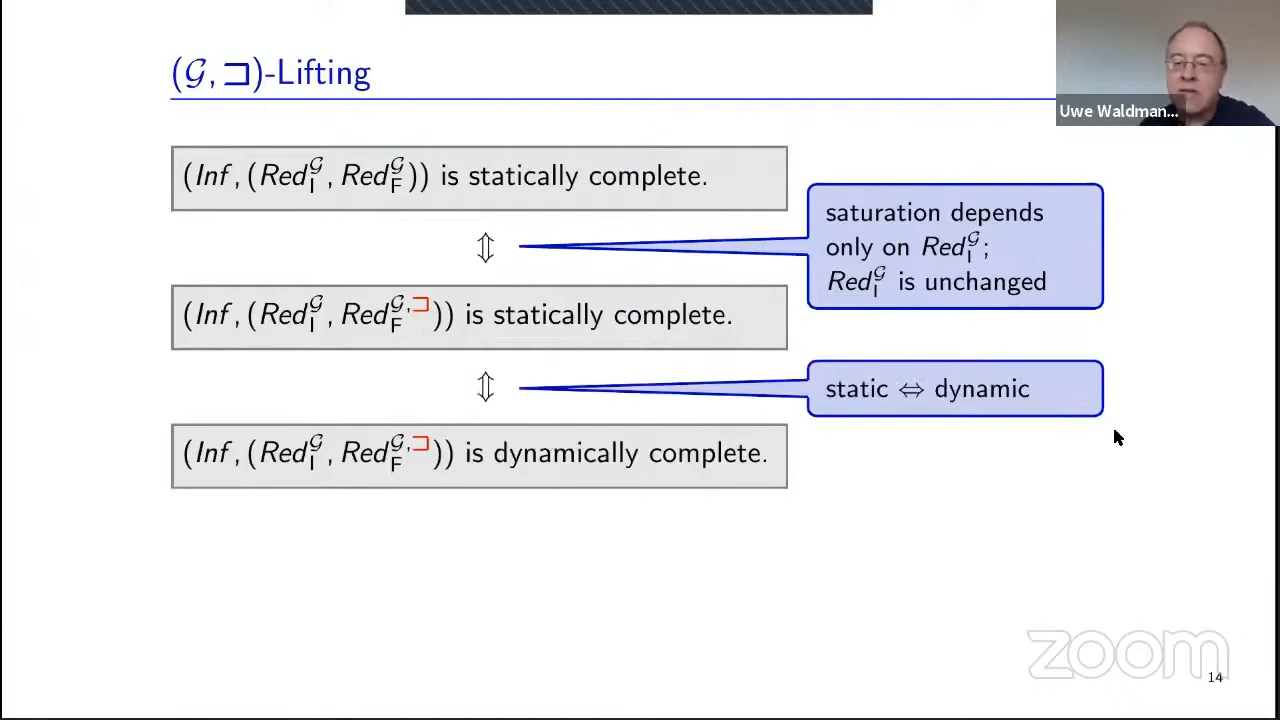 (𝒢, ⊐)-Lifting
Uwe Waldman...
(Inf, (Red_I^𝒢, Red_F^𝒢)) is statically complete.
saturation depends
only on Red_I^𝒢;
Red_I^𝒢 is unchanged
⇕
(Inf, (Red_I^𝒢, Red_F^{𝒢,⊐})) is statically complete.
⇕
static ⇔ dynamic
(Inf, (Red_I^𝒢, Red_F^{𝒢,⊐})) is dynamically complete.
zoom
14